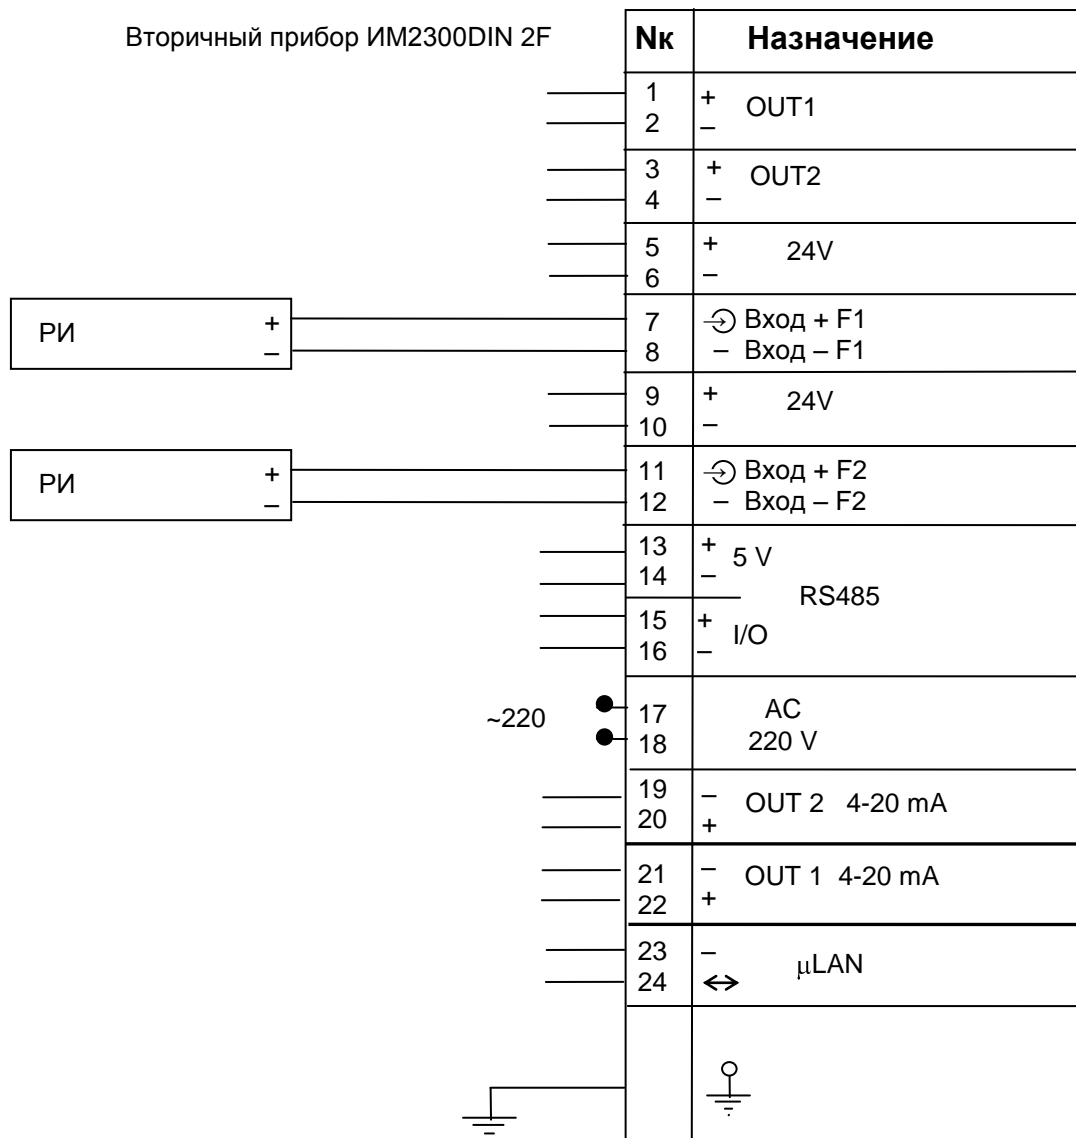 Вторичный прибор ИМ2300DIN 2F
Nк Назначение
1 +
OUT1
2 –
3 +
OUT2
4 –
5 +
24V
6 –
РИ + 7 Вход + F1
– 8 – Вход – F1
9 +
24V
10 –
РИ + 11 Вход + F2
– 12 – Вход – F2
13 +
5 V
14 –
RS485
15 +
I/O
16 –
~220
17 AC
18 220 V
19 –
OUT 2 4-20 mA
20 +
21 –
OUT 1 4-20 mA
22 +
23 –
μLAN
24 ↔